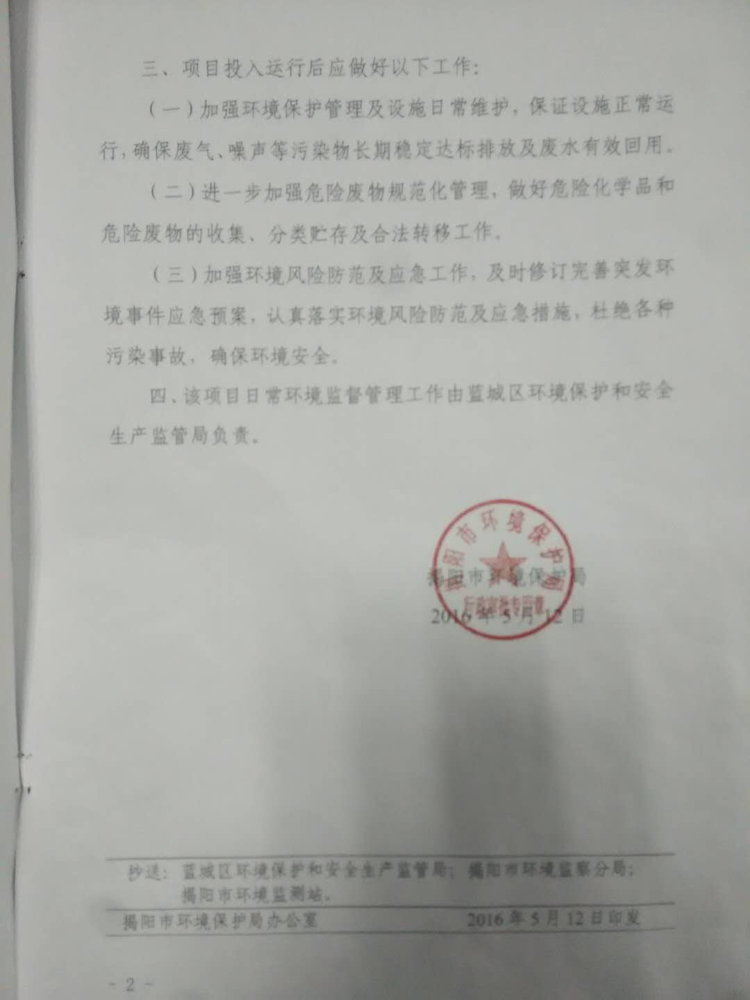 三、项目投入运行后应做好以下工作：
（一）加强环境保护管理及设施日常维护，保证设施正常运
行，确保废气、噪声等污染物长期稳定达标排放及废水有效回用。
（二）进一步加强危险废物规范化管理，做好危险化学品和
危险废物的收集、分类贮存及合法转移工作。
（三）加强环境风险防范及应急工作，及时修订完善突发环
境事件应急预案，认真落实环境风险防范及应急措施，杜绝各种
污染事故，确保环境安全。
四、该项目日常环境监督管理工作由蓝城区环境保护和安全
生产监管局负责。
揭阳市环境保护局
揭阳市环境保护局
行政审批专用章
2016 年 5 月 12 日
抄送：蓝城区环境保护和安全生产监管局；揭阳市环境监察分局；
揭阳市环境监测站。
揭阳市环境保护局办公室 2016 年 5 月 12 日印发
- 2 -